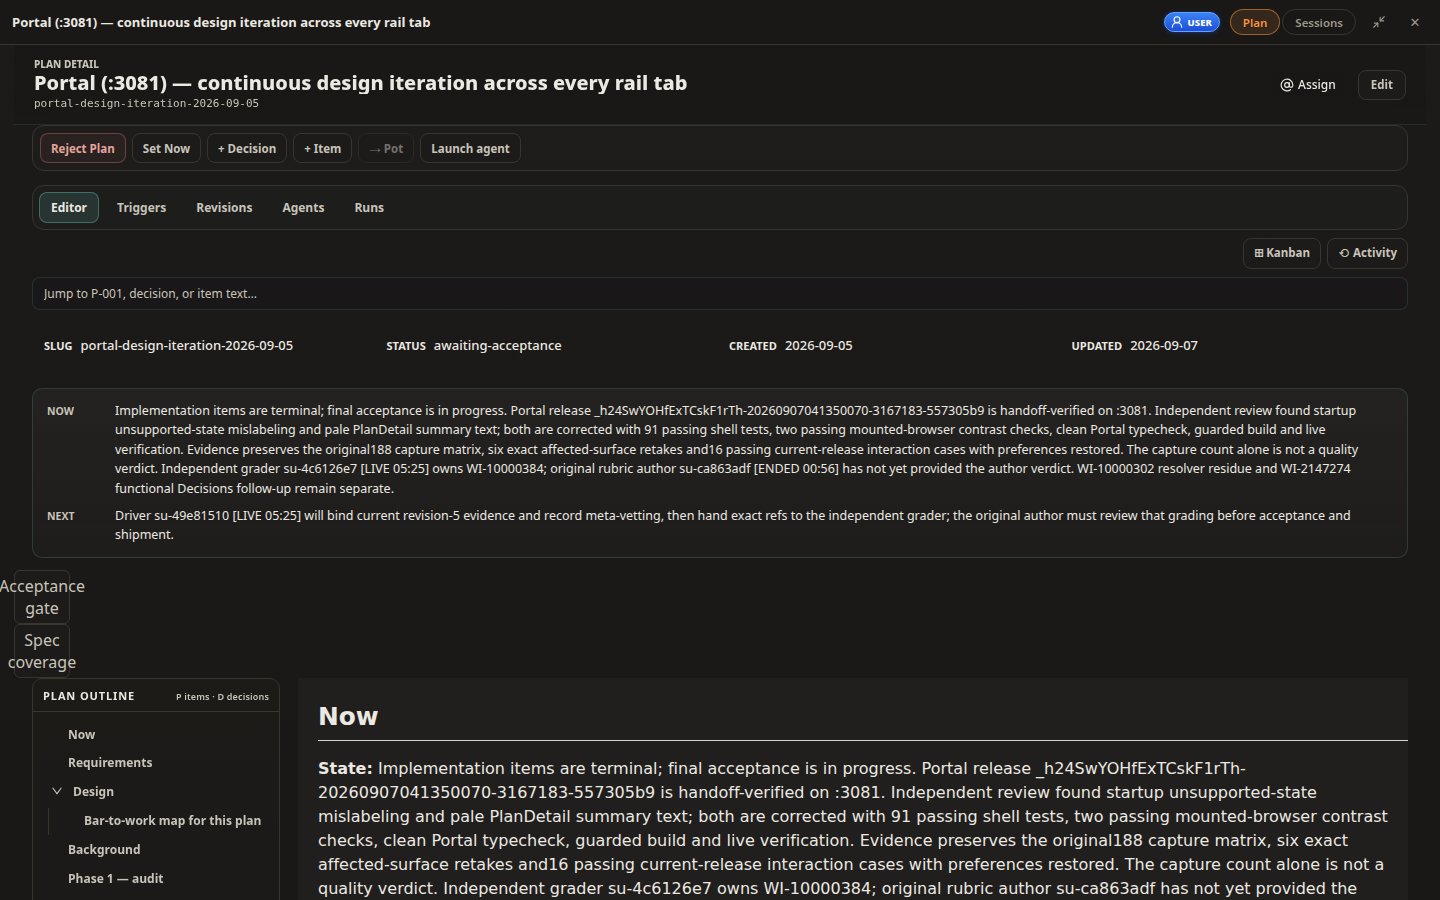 Portal (:3081) — continuous design iteration across every rail tab
USER
Plan
Sessions
PLAN DETAIL
Portal (:3081) — continuous design iteration across every rail tab
portal-design-iteration-2026-09-05
@ Assign
Edit
Reject Plan
Set Now
+ Decision
+ Item
→ Pot
Launch agent
Editor
Triggers
Revisions
Agents
Runs
⊞ Kanban
⟲ Activity
Jump to P-001, decision, or item text...
SLUG portal-design-iteration-2026-09-05
STATUS awaiting-acceptance
CREATED 2026-09-05
UPDATED 2026-09-07
NOW
Implementation items are terminal; final acceptance is in progress. Portal release _h24SwYOHfExTCskF1rTh-20260907041350070-3167183-557305b9 is handoff-verified on :3081. Independent review found startup
unsupported-state mislabeling and pale PlanDetail summary text; both are corrected with 91 passing shell tests, two passing mounted-browser contrast checks, clean Portal typecheck, guarded build and live
verification. Evidence preserves the original188 capture matrix, six exact affected-surface retakes and16 passing current-release interaction cases with preferences restored. The capture count alone is not a quality
verdict. Independent grader su-4c6126e7 [LIVE 05:25] owns WI-10000384; original rubric author su-ca863adf [ENDED 00:56] has not yet provided the author verdict. WI-10000302 resolver residue and WI-2147274
functional Decisions follow-up remain separate.
NEXT
Driver su-49e81510 [LIVE 05:25] will bind current revision-5 evidence and record meta-vetting, then hand exact refs to the independent grader; the original author must review that grading before acceptance and
shipment.
Acceptance
gate
Spec
coverage
PLAN OUTLINE
P items · D decisions
Now
Requirements
Design
Bar-to-work map for this plan
Background
Phase 1 — audit
Now
State: Implementation items are terminal; final acceptance is in progress. Portal release _h24SwYOHfExTCskF1rTh-
20260907041350070-3167183-557305b9 is handoff-verified on :3081. Independent review found startup unsupported-state
mislabeling and pale PlanDetail summary text; both are corrected with 91 passing shell tests, two passing mounted-browser contrast
checks, clean Portal typecheck, guarded build and live verification. Evidence preserves the original188 capture matrix, six exact
affected-surface retakes and16 passing current-release interaction cases with preferences restored. The capture count alone is not a
quality verdict. Independent grader su-4c6126e7 owns WI-10000384; original rubric author su-ca863adf has not yet provided the